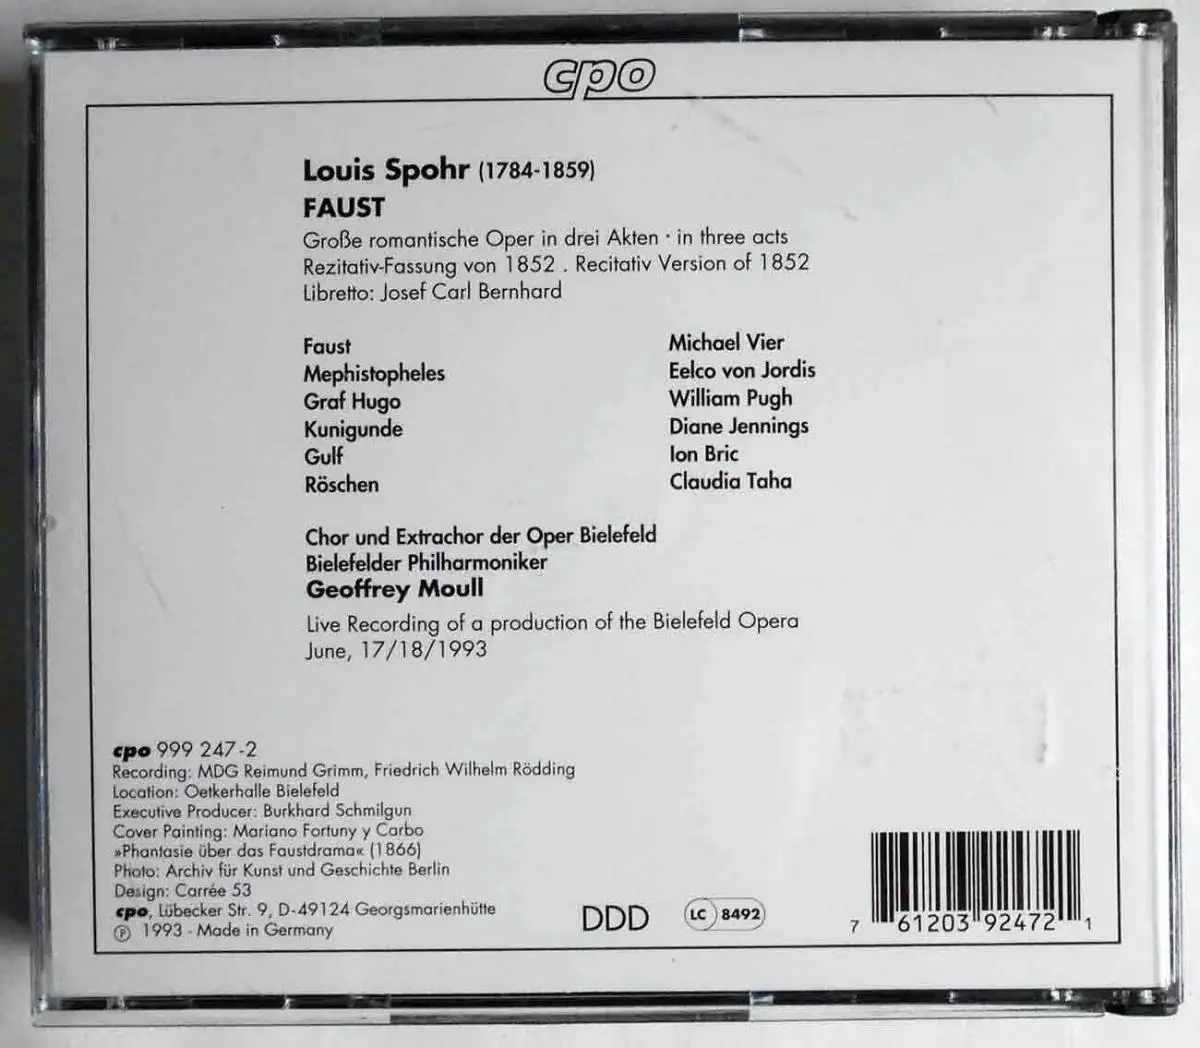 cpo
Louis Spohr (1784-1859)
FAUST
Große romantische Oper in drei Akten · in three acts
Rezitativ-Fassung von 1852 . Recitativ Version of 1852
Libretto: Josef Carl Bernhard
Faust Michael Vier
Mephistopheles Eelco von Jordis
Graf Hugo William Pugh
Kunigunde Diane Jennings
Gulf Ion Bric
Röschen Claudia Taha
Chor und Extrachor der Oper Bielefeld
Bielefelder Philharmoniker
Geoffrey Moull
Live Recording of a production of the Bielefeld Opera
June, 17/18/1993
cpo 999 247-2
Recording: MDG Reimund Grimm, Friedrich Wilhelm Rödding
Location: Oetkerhalle Bielefeld
Executive Producer: Burkhard Schmilgun
Cover Painting: Mariano Fortuny y Carbo
»Phantasie über das Faustdrama« (1866)
Photo: Archiv für Kunst und Geschichte Berlin
Design: Carrée 53
cpo, Lübecker Str. 9, D-49124 Georgsmarienhütte
℗ 1993 - Made in Germany
DDD
LC 8492
7 61203 92472 1